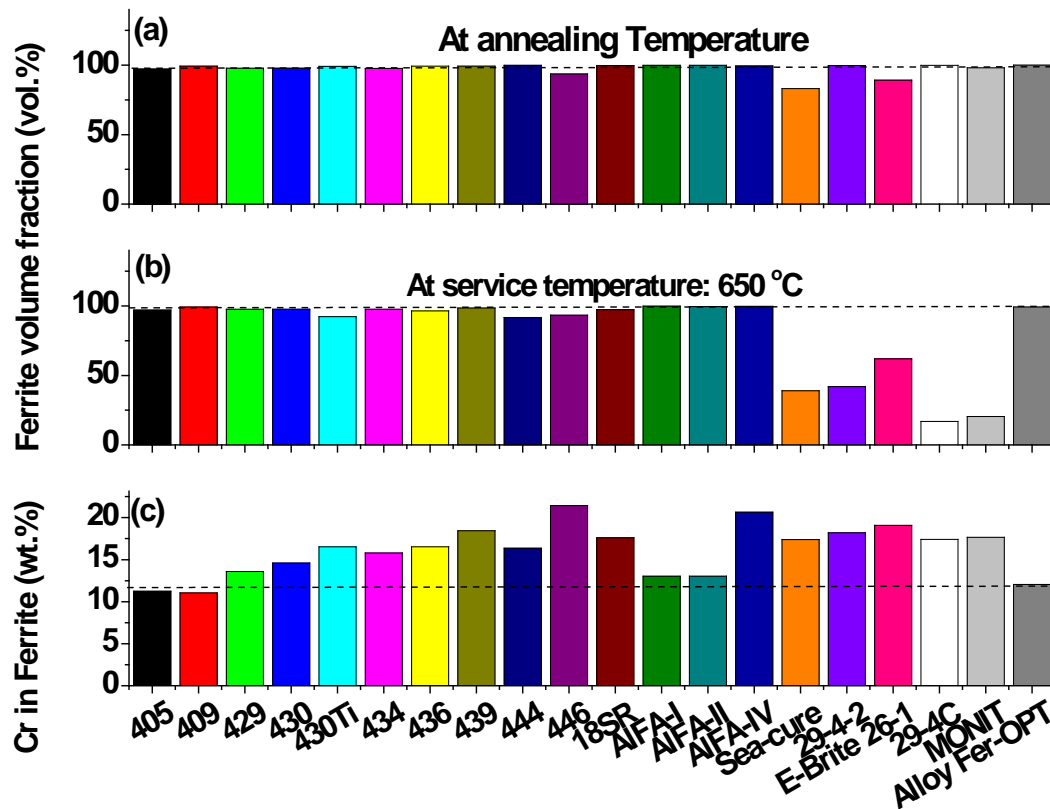 Ferrite volume fraction (vol.%)
(a)
At annealing Temperature
100
50
0
(b)
At service temperature: 650 °C
100
50
0
Cr in Ferrite (wt.%)
(c)
20
15
10
5
0
405
409
429
430
430Ti
434
436
439
444
446
18SR
AIFA-I
AIFA-II
AIFA-IV
Sea-cure
29-4-2
E-Brite 26-1
29-4C
MONIT
Alloy Fer-OPT